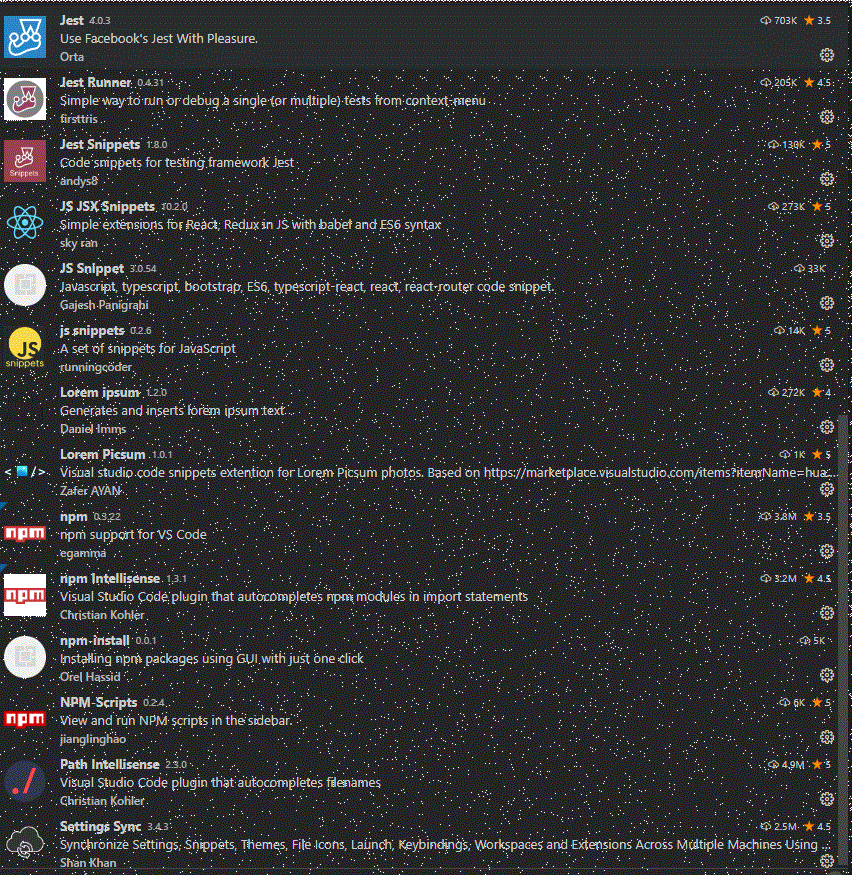 Jest 4.0.3 703K 3.5
Use Facebook's Jest With Pleasure.
Orta
Jest Runner 0.4.31 205K 4.5
Simple way to run or debug a single (or multiple) tests from context-menu
firsttris
Jest Snippets 1.8.0 130K 5
Code snippets for testing framework Jest
Snippets
andys8
JS JSX Snippets 10.2.0 273K 5
Simple extensions for React, Redux in JS with babel and ES6 syntax
sky ran
JS Snippet 3.0.54 33K
Javascript, typescript, bootstrap, ES6, typescript-react, react, react-router code snippet.
Gajesh Panigrahi
js snippets 0.2.6 14K 5
JS
A set of snippets for JavaScript
snippets
runningcoder
Lorem ipsum 1.2.0 272K 4
Generates and inserts lorem ipsum text
Daniel Imms
Lorem Picsum 1.0.1 1K 5
Visual studio code snippets extention for Lorem Picsum photos. Based on https://marketplace.visualstudio.com/items?itemName=hua...
Zafer AYAN
npm 0.3.22 3.8M 3.5
npm
npm support for VS Code
egamma
npm Intellisense 1.3.1 3.2M 4.5
npm
Visual Studio Code plugin that autocompletes npm modules in import statements
Christian Kohler
npm-install 0.0.1 5K
Installing npm packages using GUI with just one click
Orel Hassid
NPM-Scripts 0.2.4 6K 5
npm
View and run NPM scripts in the sidebar.
jianglinghao
Path Intellisense 2.3.0 4.9M 5
./
Visual Studio Code plugin that autocompletes filenames
Christian Kohler
Settings Sync 3.4.3 2.5M 4.5
Synchronize Settings, Snippets, Themes, File Icons, Launch, Keybindings, Workspaces and Extensions Across Multiple Machines Using ...
Shan Khan